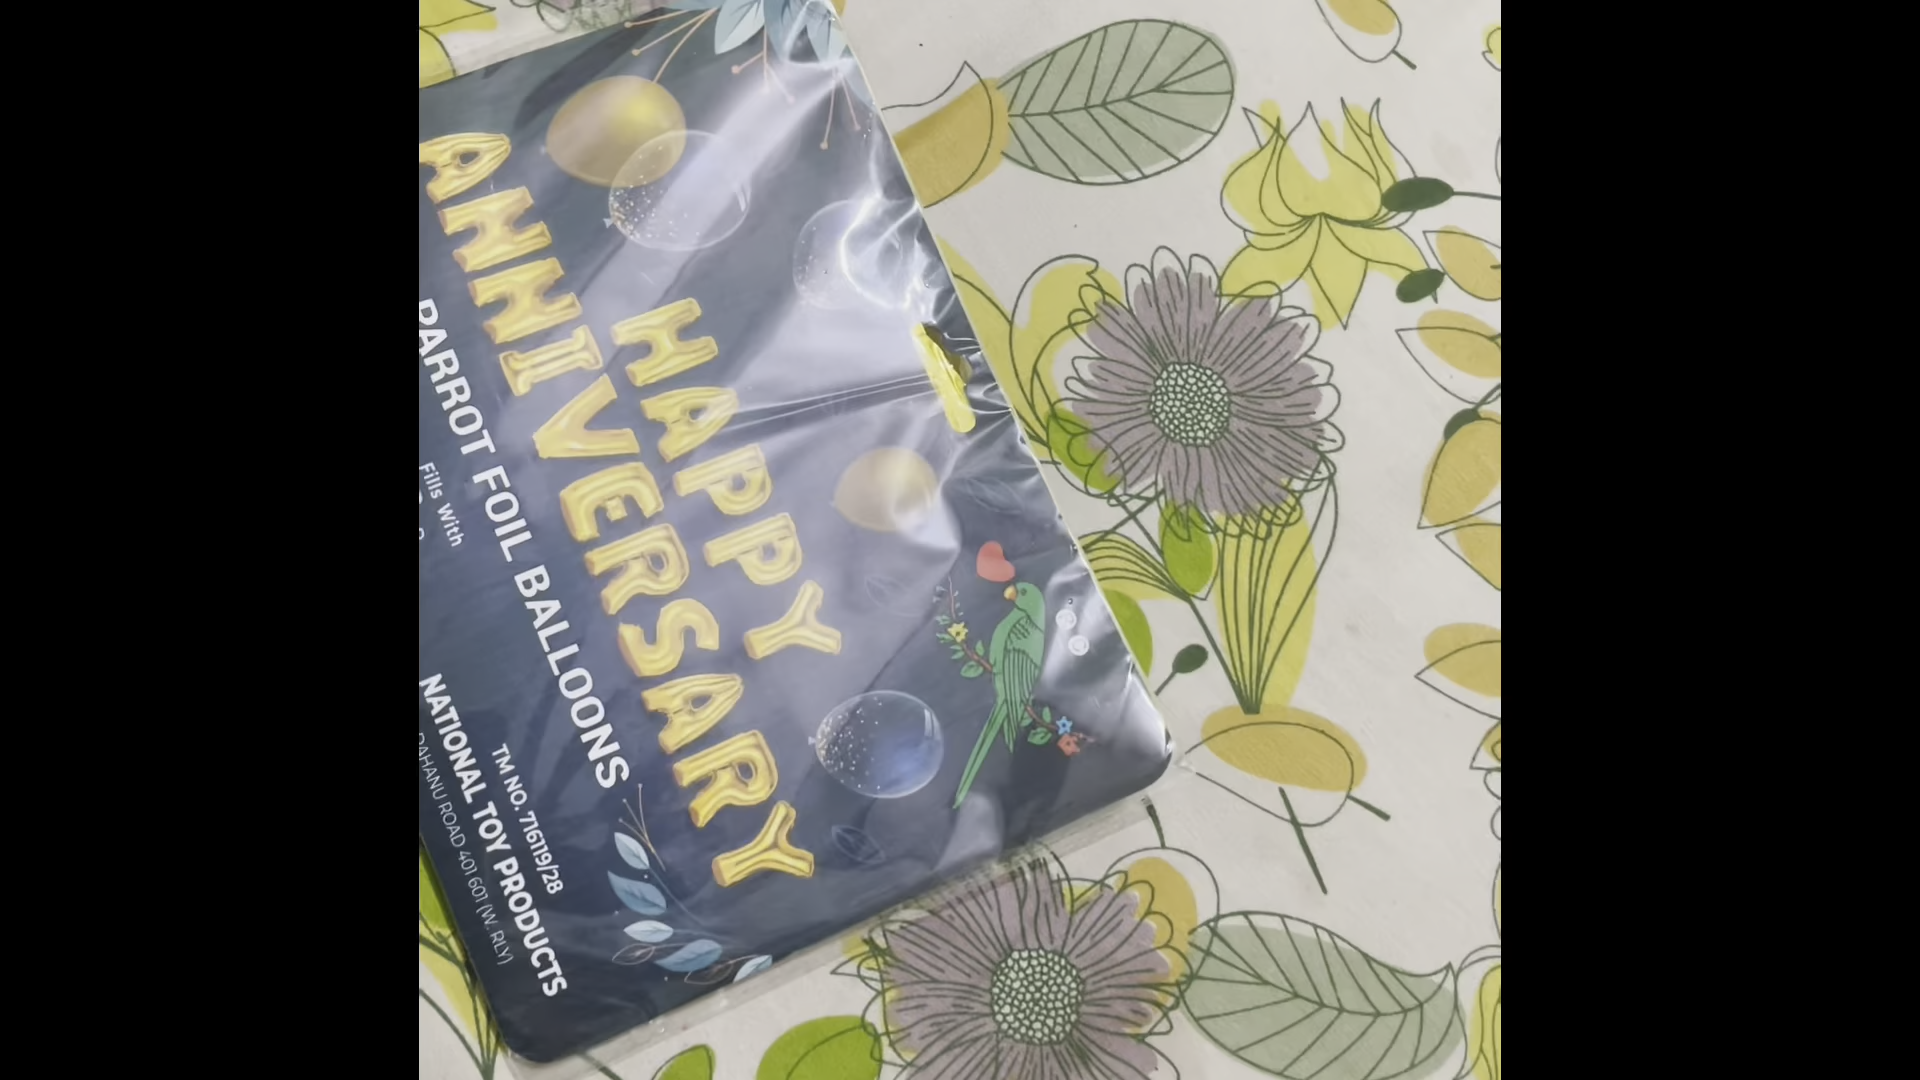 HAPPY
ANNIVERSARY
PARROT FOIL BALLOONS
Fills With
TM NO. 716119/28
NATIONAL TOY PRODUCTS
DAHANU ROAD 401 601 (W. RLY)